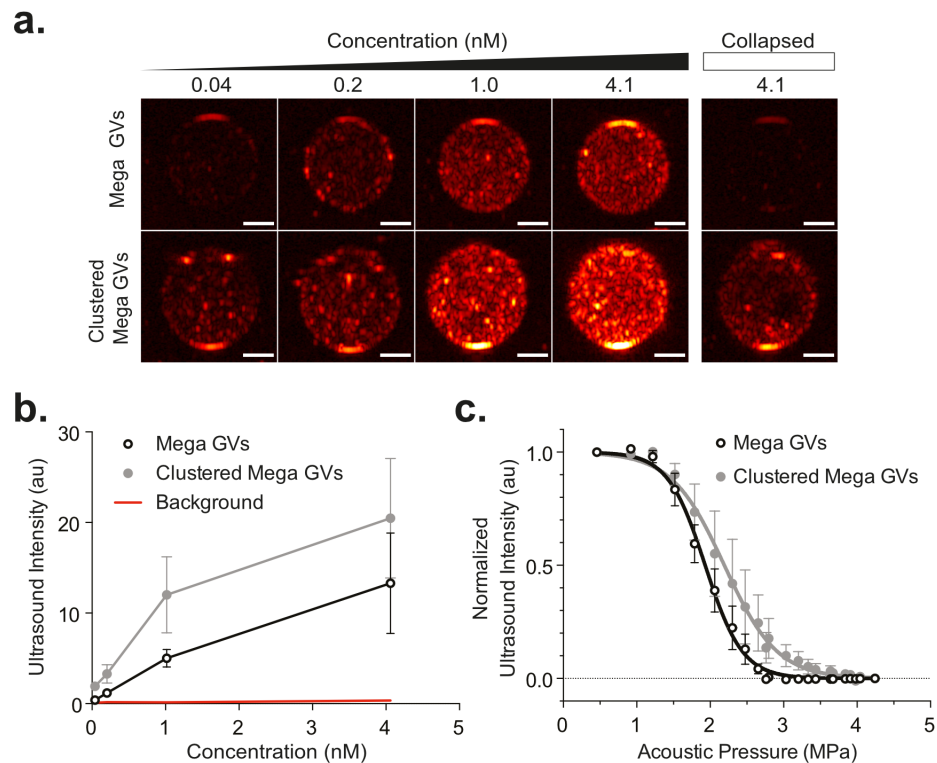 a.
Concentration (nM)
Collapsed
0.04 0.2 1.0 4.1 4.1
Mega GVs
Clustered
Mega GVs
b.
30
20
10
0
Ultrasound Intensity (au)
Mega GVs
Clustered Mega GVs
Background
0 1 2 3 4 5
Concentration (nM)
c.
1.0
0.5
0.0
Normalized
Ultrasound Intensity (au)
Mega GVs
Clustered Mega GVs
0 1 2 3 4 5
Acoustic Pressure (MPa)